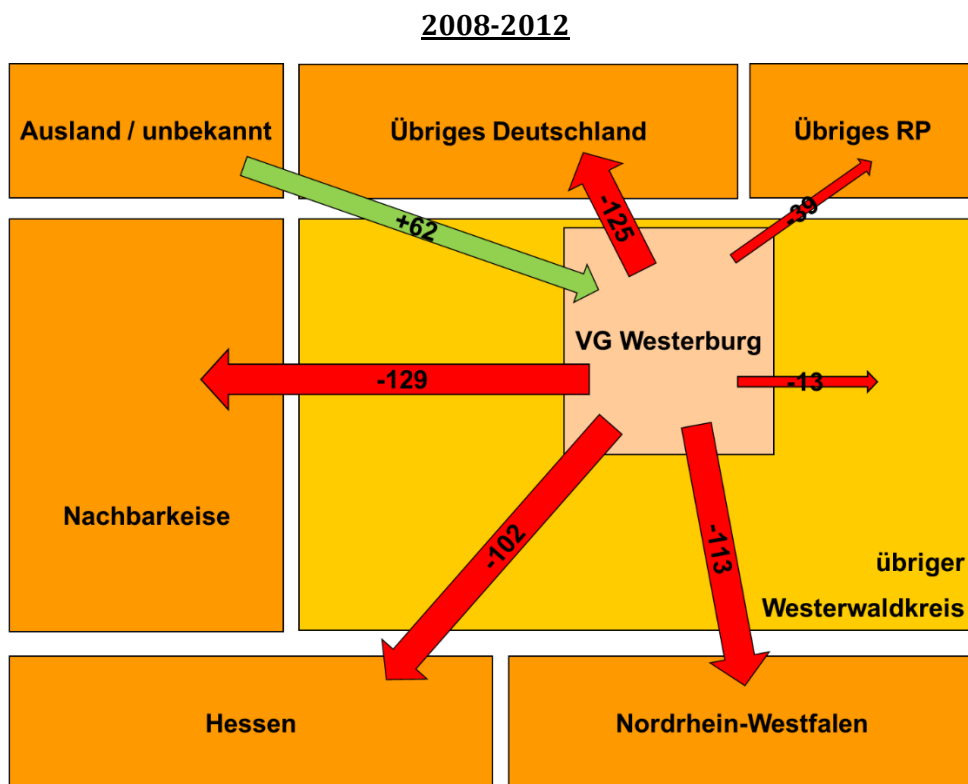 2008-2012
Ausland / unbekannt
Übriges Deutschland
Übriges RP
+62
-125
-39
VG Westerburg
-129
-13
Nachbarkeise
-102
-113
übriger
Westerwaldkreis
Hessen
Nordrhein-Westfalen